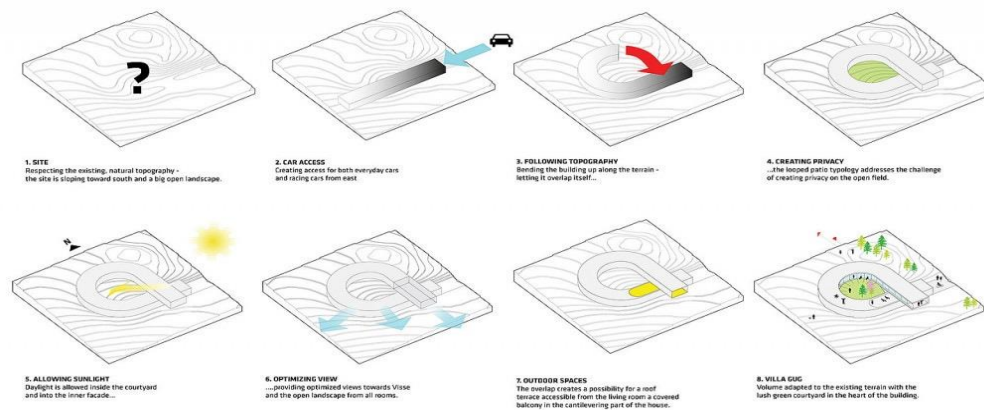 ?
1. SITE
Respecting the existing, natural topography -
the site is sloping toward south and a big open landscape.
2. CAR ACCESS
Creating access for both everyday cars
and racing cars from east
3. FOLLOWING TOPOGRAPHY
Bending the building up along the terrain -
letting it overlap itself...
4. CREATING PRIVACY
...the looped patio typology addresses the challenge
of creating privacy on the open field.
N
5. ALLOWING SUNLIGHT
Daylight is allowed inside the courtyard
and into the inner facade...
6. OPTIMIZING VIEW
....providing optimized views towards Visse
and the open landscape from all rooms.
7. OUTDOOR SPACES
The overlap creates a possibility for a roof
terrace accessible from the living room a covered
balcony in the cantilevering part of the house.
8. VILLA GUG
Volume adapted to the existing terrain with the
lush green courtyard in the heart of the building.